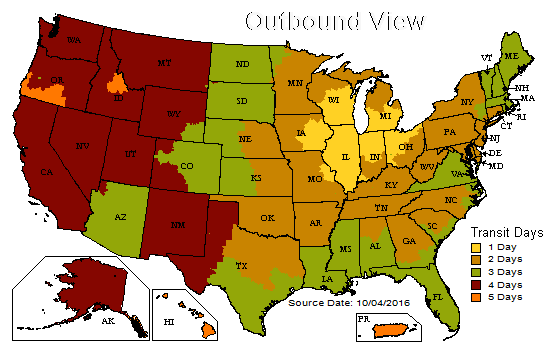 Outbound View
WA
MT
ND
MN
VT
ME
OR
ID
SD
WI
MI
NY
NH
MA
WY
IA
RI
CT
NE
PA
NJ
NV
UT
CO
IL
IN
OH
DE
MD
CA
KS
MO
WV
VA
KY
AZ
NM
OK
AR
TN
NC
SC
MS
AL
GA
TX
LA
FL
Transit Days
1 Day
2 Days
3 Days
4 Days
5 Days
Source Date: 10/04/2016
AK
HI
PR